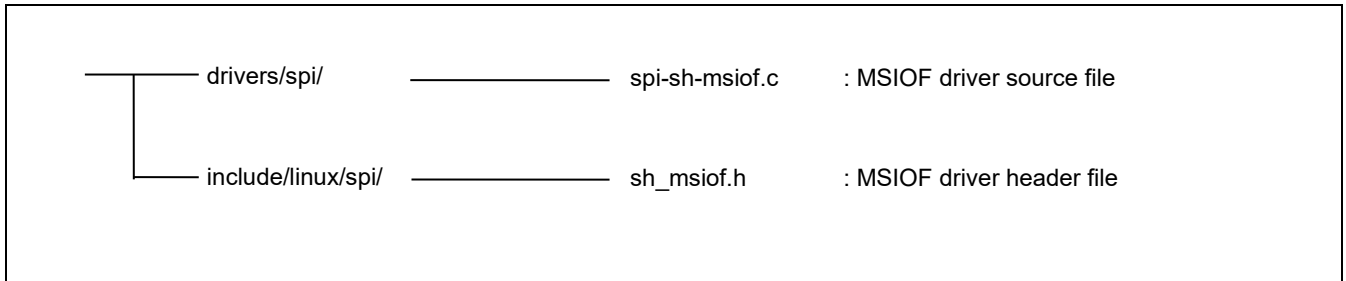 drivers/spi/ spi-sh-msiof.c : MSIOF driver source file
include/linux/spi/ sh_msiof.h : MSIOF driver header file